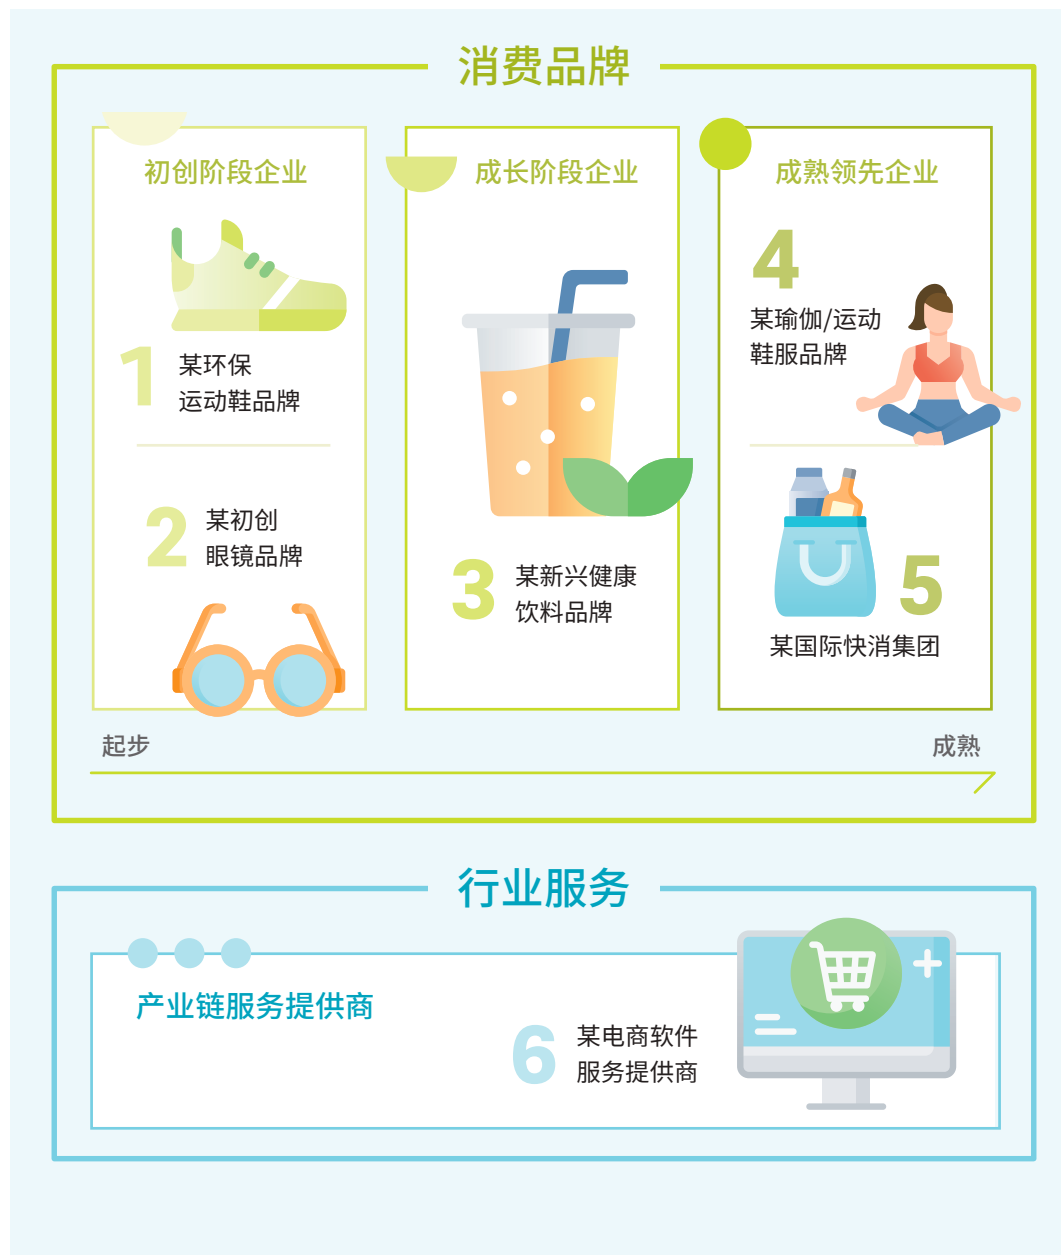 消费品牌
初创阶段企业
1
某环保
运动鞋品牌
2
某初创
眼镜品牌
成长阶段企业
3
某新兴健康
饮料品牌
成熟领先企业
4
某瑜伽/运动
鞋服品牌
5
某国际快消集团
起步
成熟
行业服务
产业链服务提供商
6
某电商软件
服务提供商